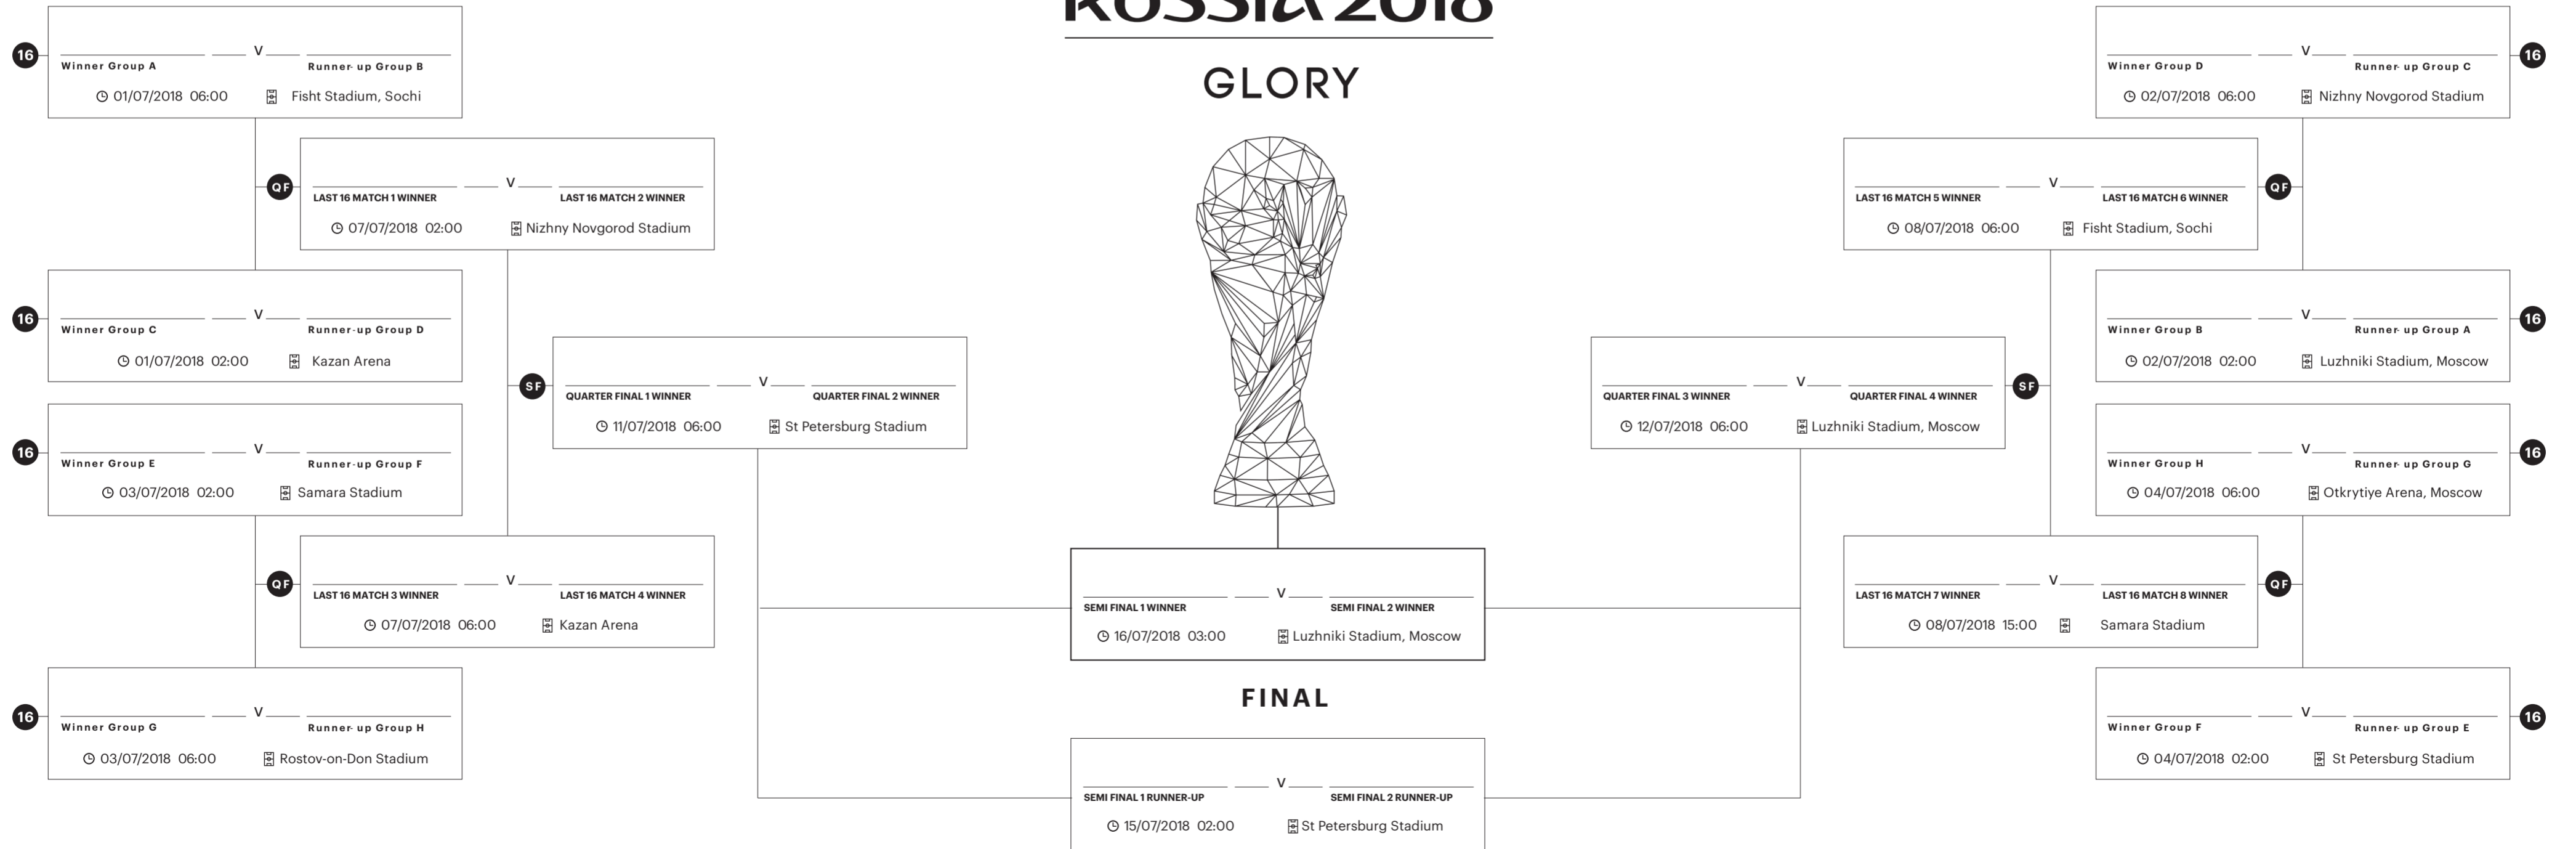 RUSSIA 2018
GLORY
16
V
Winner Group A Runner-up Group B
01/07/2018 06:00 Fisht Stadium, Sochi
QF
V
LAST 16 MATCH 1 WINNER LAST 16 MATCH 2 WINNER
07/07/2018 02:00 Nizhny Novgorod Stadium
16
V
Winner Group C Runner-up Group D
01/07/2018 02:00 Kazan Arena
SF
V
QUARTER FINAL 1 WINNER QUARTER FINAL 2 WINNER
11/07/2018 06:00 St Petersburg Stadium
16
V
Winner Group E Runner-up Group F
03/07/2018 02:00 Samara Stadium
QF
V
LAST 16 MATCH 3 WINNER LAST 16 MATCH 4 WINNER
07/07/2018 06:00 Kazan Arena
16
V
Winner Group G Runner-up Group H
03/07/2018 06:00 Rostov-on-Don Stadium
V
SEMI FINAL 1 WINNER SEMI FINAL 2 WINNER
16/07/2018 03:00 Luzhniki Stadium, Moscow
FINAL
V
SEMI FINAL 1 RUNNER-UP SEMI FINAL 2 RUNNER-UP
15/07/2018 02:00 St Petersburg Stadium
16
V
Winner Group D Runner-up Group C
02/07/2018 06:00 Nizhny Novgorod Stadium
QF
V
LAST 16 MATCH 5 WINNER LAST 16 MATCH 6 WINNER
08/07/2018 06:00 Fisht Stadium, Sochi
16
V
Winner Group B Runner-up Group A
02/07/2018 02:00 Luzhniki Stadium, Moscow
SF
V
QUARTER FINAL 3 WINNER QUARTER FINAL 4 WINNER
12/07/2018 06:00 Luzhniki Stadium, Moscow
16
V
Winner Group H Runner-up Group G
04/07/2018 06:00 Otkrytiye Arena, Moscow
QF
V
LAST 16 MATCH 7 WINNER LAST 16 MATCH 8 WINNER
08/07/2018 15:00 Samara Stadium
16
V
Winner Group F Runner-up Group E
04/07/2018 02:00 St Petersburg Stadium